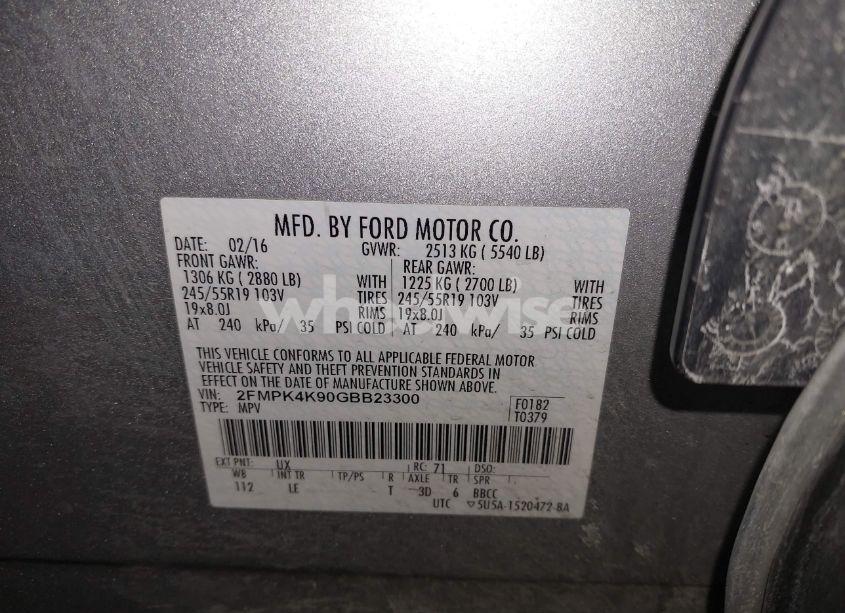 MFD. BY FORD MOTOR CO.
DATE: 02/16 GVWR: 2513 KG ( 5540 LB)
FRONT GAWR: REAR GAWR:
1306 KG ( 2880 LB) WITH 1225 KG ( 2700 LB) WITH
245/55R19 103V TIRES 245/55R19 103V TIRES
19x8.0J RIMS 19x8.0J RIMS
AT 240 kPa/ 35 PSI COLD AT 240 kPa/ 35 PSI COLD
THIS VEHICLE CONFORMS TO ALL APPLICABLE FEDERAL MOTOR
VEHICLE SAFETY AND THEFT PREVENTION STANDARDS IN
EFFECT ON THE DATE OF MANUFACTURE SHOWN ABOVE.
VIN: 2FMPK4K90GBB23300 F0182
TYPE: MPV T0379
EXT PNT: UX RC: 71 DSO:
WB INT TR TP/PS R AXLE TR SPR
112 LE T 3D 6 BBCC
UTC ▽5U5A-1520472-BA